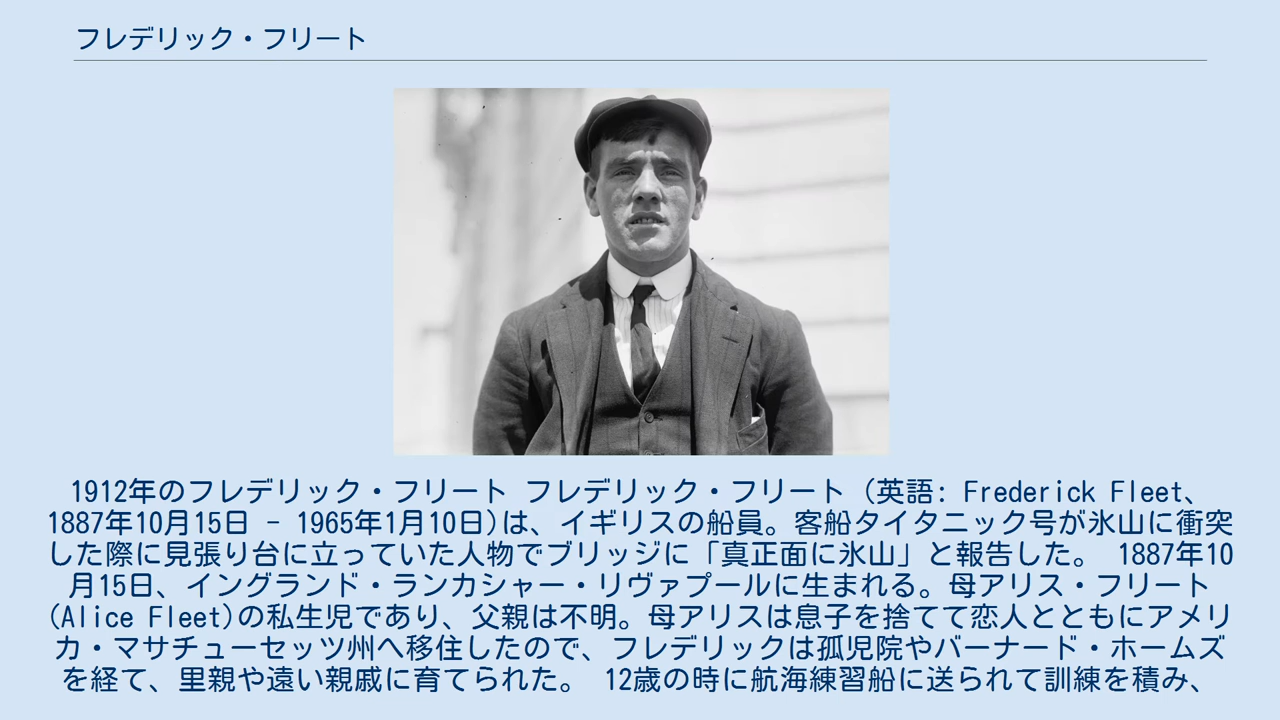 フレデリック・フリート
1912年のフレデリック・フリート フレデリック・フリート (英語: Frederick Fleet、
1887年10月15日 - 1965年1月10日)は、イギリスの船員。客船タイタニック号が氷山に衝突
した際に見張り台に立っていた人物でブリッジに「真正面に氷山」と報告した。 1887年10
月15日、イングランド・ランカシャー・リヴァプールに生まれる。母アリス・フリート
(Alice Fleet)の私生児であり、父親は不明。母アリスは息子を捨てて恋人とともにアメリ
カ・マサチューセッツ州へ移住したので、フレデリックは孤児院やバーナード・ホームズ
を経て、里親や遠い親戚に育てられた。 12歳の時に航海練習船に送られて訓練を積み、